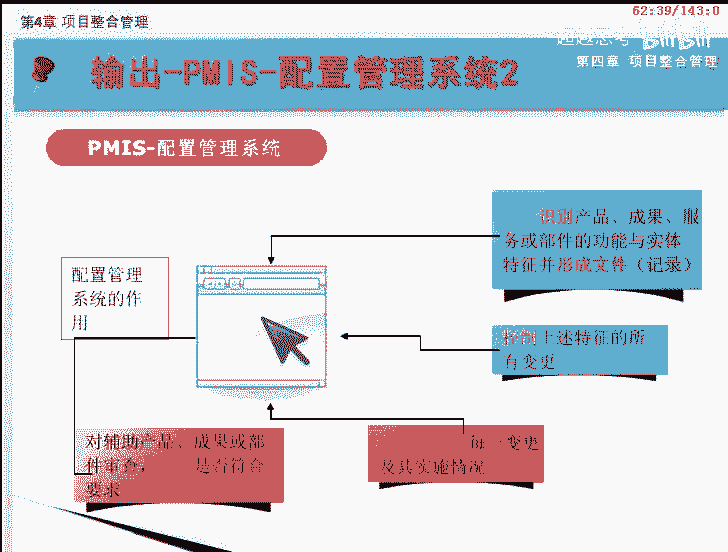 62:39/143:0
第4章 项目整合管理
第四章 项目整合管理
输出-PMIS-配置管理系统2
PMIS-配置管理系统
识别产品、成果、服
务或部件的功能与实体
特征并形成文件（记录）
配置管理
系统的作
用
控制上述特征的所
有变更
对辅助产品、成果或部
件审查， 是否符合
要求
每一变更
及其实施情况